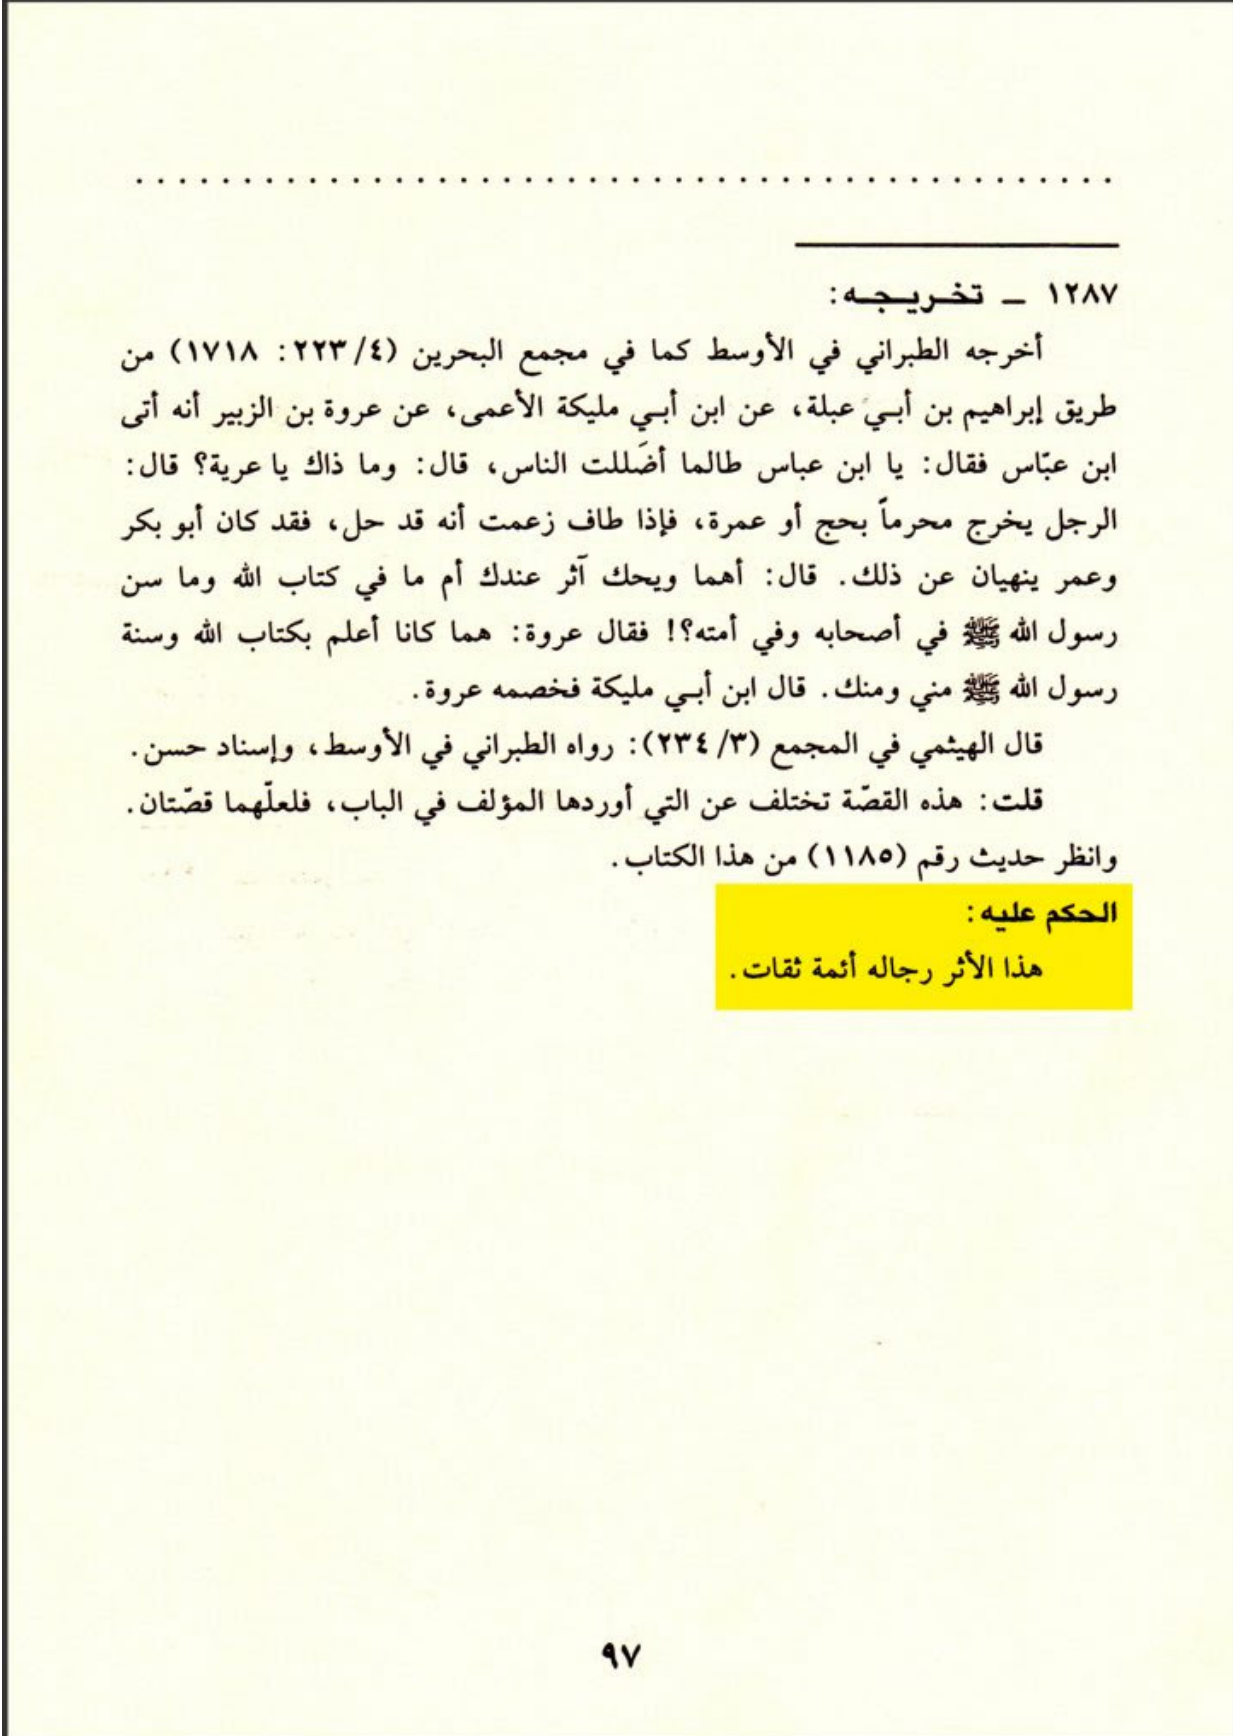 ١٢٨٧ ــ تخـريـجـه:
أخرجه الطبراني في الأوسط كما في مجمع البحرين (٤/ ٢٢٣: ١٧١٨) من
طريق إبراهيم بن أبـي عبلة، عن ابن أبـي مليكة الأعمى، عن عروة بن الزبير أنه أتى
ابن عبّاس فقال: يا ابن عباس طالما أضَللت الناس، قال: وما ذاك يا عرية؟ قال:
الرجل يخرج محرماً بحج أو عمرة، فإذا طاف زعمت أنه قد حل، فقد كان أبو بكر
وعمر ينهيان عن ذلك. قال: أهما ويحك آثر عندك أم ما في كتاب الله وما سن
رسول الله ﷺ في أصحابه وفي أمته؟! فقال عروة: هما كانا أعلم بكتاب الله وسنة
رسول الله ﷺ مني ومنك. قال ابن أبـي مليكة فخصمه عروة.
قال الهيثمي في المجمع (٣/ ٢٣٤): رواه الطبراني في الأوسط، وإسناد حسن.
قلت: هذه القصّة تختلف عن التي أوردها المؤلف في الباب، فلعلّهما قصّتان.
وانظر حديث رقم (١١٨٥) من هذا الكتاب.
الحكم عليه:
هذا الأثر رجاله أئمة ثقات.
٩٧